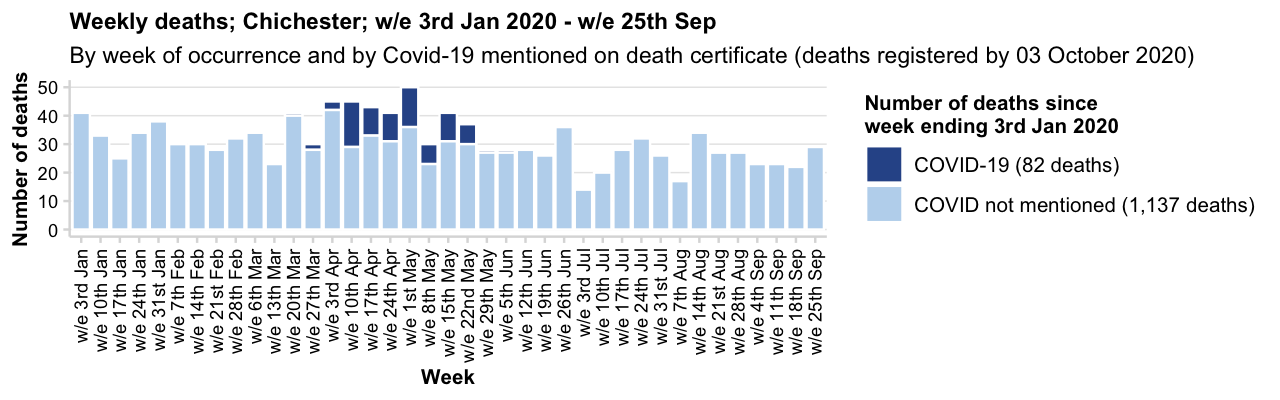 Weekly deaths; Chichester; w/e 3rd Jan 2020 - w/e 25th Sep
By week of occurrence and by Covid-19 mentioned on death certificate (deaths registered by 03 October 2020)
Number of deaths
50
40
30
20
10
0
w/e 3rd Jan
w/e 10th Jan
w/e 17th Jan
w/e 24th Jan
w/e 31st Jan
w/e 7th Feb
w/e 14th Feb
w/e 21st Feb
w/e 28th Feb
w/e 6th Mar
w/e 13th Mar
w/e 20th Mar
w/e 27th Mar
w/e 3rd Apr
w/e 10th Apr
w/e 17th Apr
w/e 24th Apr
w/e 1st May
w/e 8th May
w/e 15th May
w/e 22nd May
w/e 29th May
w/e 5th Jun
w/e 12th Jun
w/e 19th Jun
w/e 26th Jun
w/e 3rd Jul
w/e 10th Jul
w/e 17th Jul
w/e 24th Jul
w/e 31st Jul
w/e 7th Aug
w/e 14th Aug
w/e 21st Aug
w/e 28th Aug
w/e 4th Sep
w/e 11th Sep
w/e 18th Sep
w/e 25th Sep
Week
Number of deaths since
week ending 3rd Jan 2020
COVID-19 (82 deaths)
COVID not mentioned (1,137 deaths)